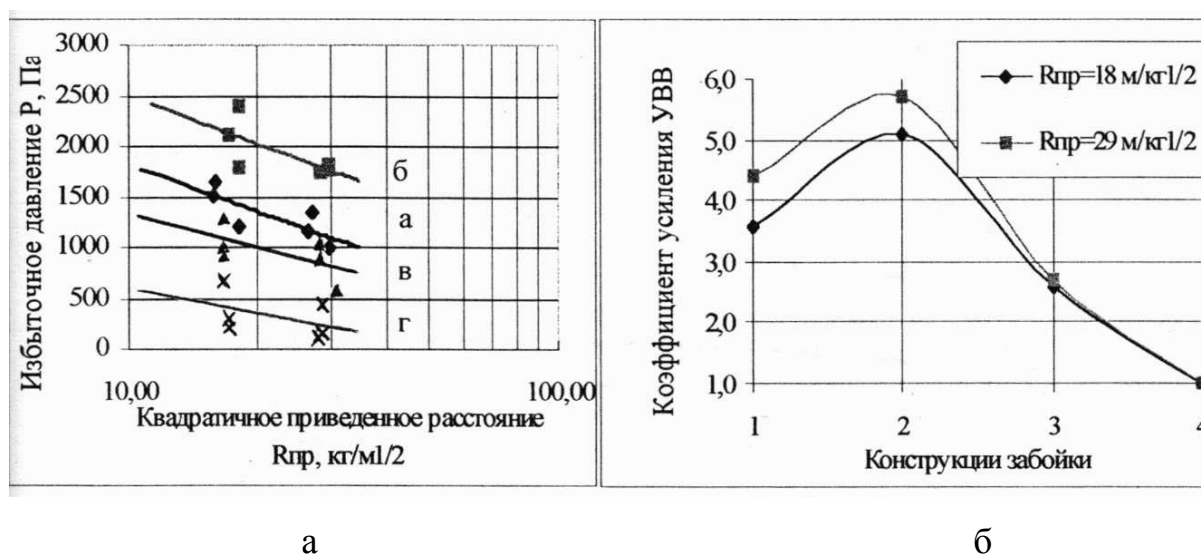 Избыточное давление Р, Па
3000
2500
2000
1500
1000
500
0
б
а
в
г
10,00
100,00
Квадратичное приведенное расстояние
Rпр, кг/м1/2
Коэффициент усиления УВВ
6,0
5,0
4,0
3,0
2,0
1,0
Rпр=18 м/кг1/2
Rпр=29 м/кг1/2
1
2
3
4
Конструкции забойки
а
б